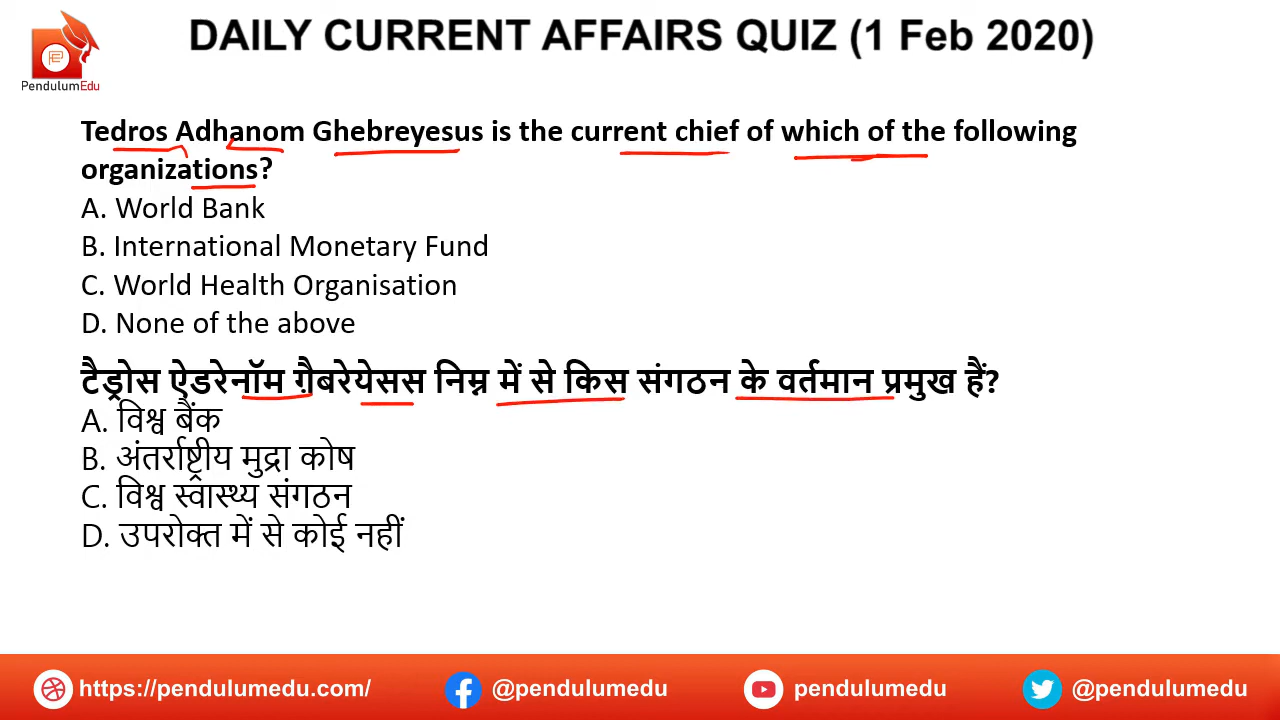 DAILY CURRENT AFFAIRS QUIZ (1 Feb 2020)
PendulumEdu
Tedros Adhanom Ghebreyesus is the current chief of which of the following
organizations?
A. World Bank
B. International Monetary Fund
C. World Health Organisation
D. None of the above
टैड्रोस ऐडरेनॉम ग़ैबरेयेसस निम्न में से किस संगठन के वर्तमान प्रमुख हैं?
A. विश्व बैंक
B. अंतर्राष्ट्रीय मुद्रा कोष
C. विश्व स्वास्थ्य संगठन
D. उपरोक्त में से कोई नहीं
https://pendulumedu.com/ @pendulumedu pendulumedu @pendulumedu